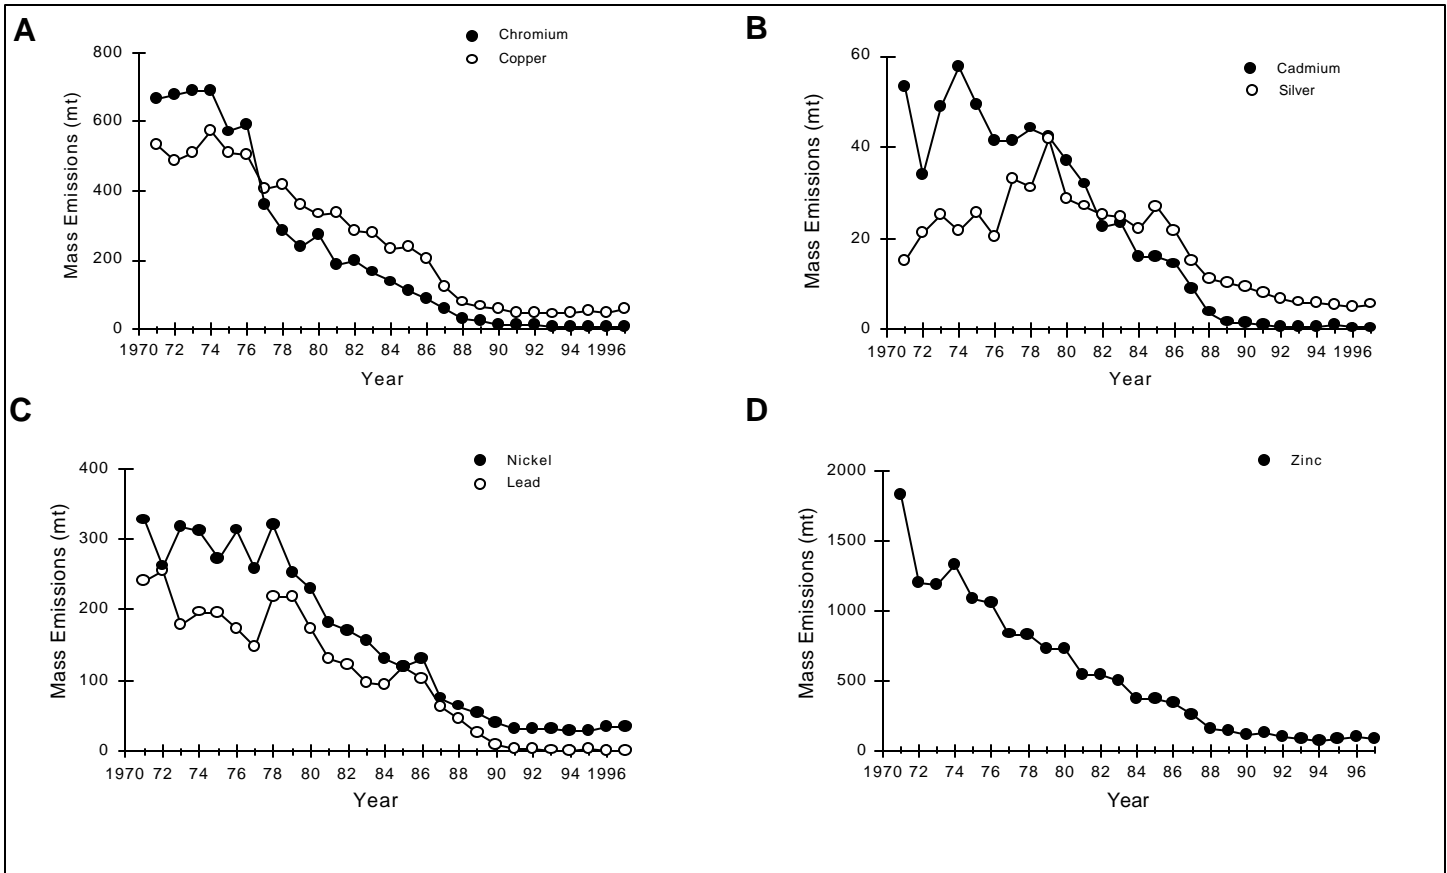 A
Chromium
Copper
800
600
400
200
0
Mass Emissions (mt)
1970 72 74 76 78 80 82 84 86 88 90 92 94 1996
Year
B
Cadmium
Silver
60
40
20
0
Mass Emissions (mt)
1970 72 74 76 78 80 82 84 86 88 90 92 94 1996
Year
C
Nickel
Lead
400
300
200
100
0
Mass Emissions (mt)
1970 72 74 76 78 80 82 84 86 88 90 92 94 1996
Year
D
Zinc
2000
1500
1000
500
0
Mass Emissions (mt)
1970 72 74 76 78 80 82 84 86 88 90 92 94 96
Year